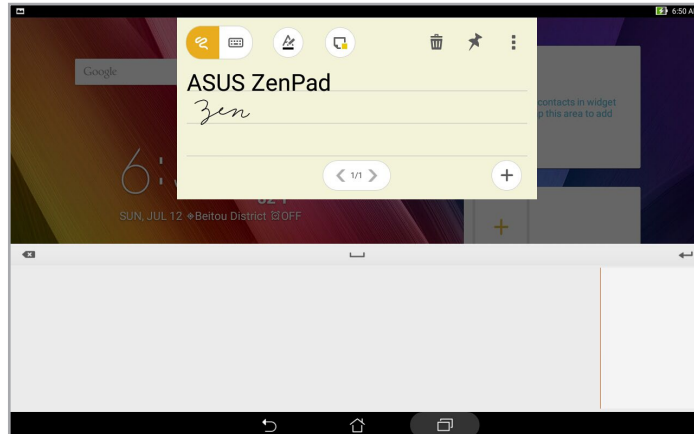 6:50 A
Google
ASUS ZenPad
Zen
contacts in widget
p this area to add
1/1
6:
SUN, JUL 12 Beitou District OFF